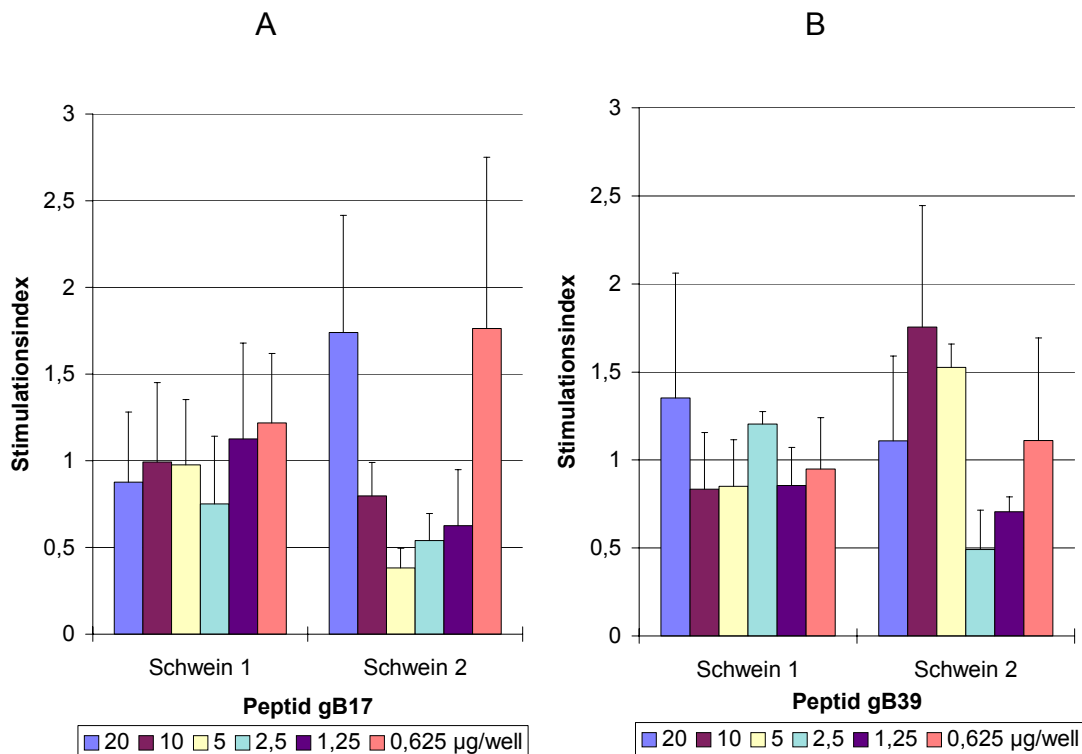 A
3
2,5
2
1,5
1
0,5
0
Stimulationsindex
Schwein 1
Schwein 2
Peptid gB17
20 10 5 2,5 1,25 0,625 µg/well
B
3
2,5
2
1,5
1
0,5
0
Stimulationsindex
Schwein 1
Schwein 2
Peptid gB39
20 10 5 2,5 1,25 0,625 µg/well